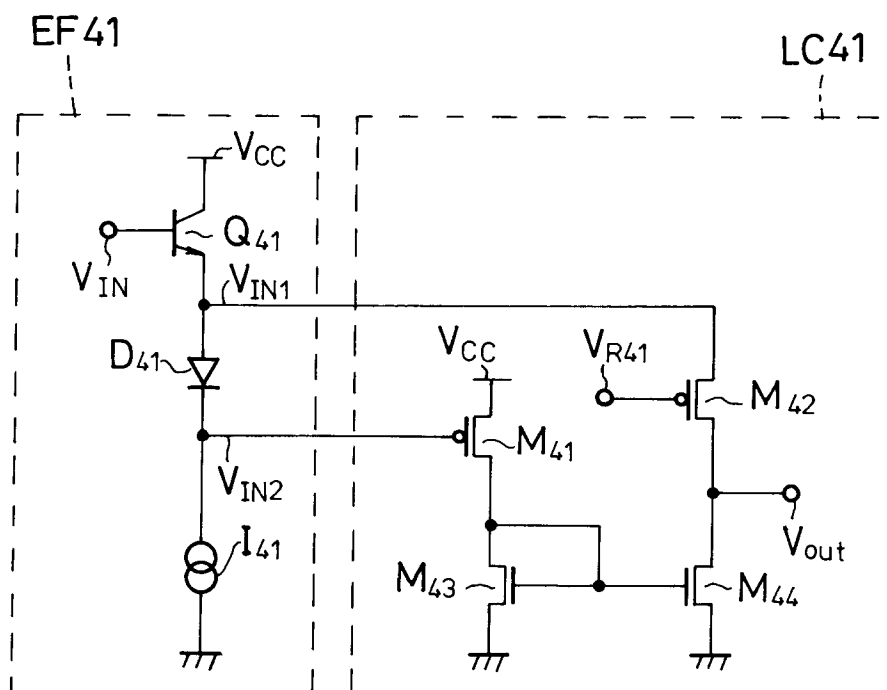 EF41
LC41
VCC
Q41
VIN
VIN1
D41
VCC
VR41
M42
M41
VIN2
I41
Vout
M43
M44